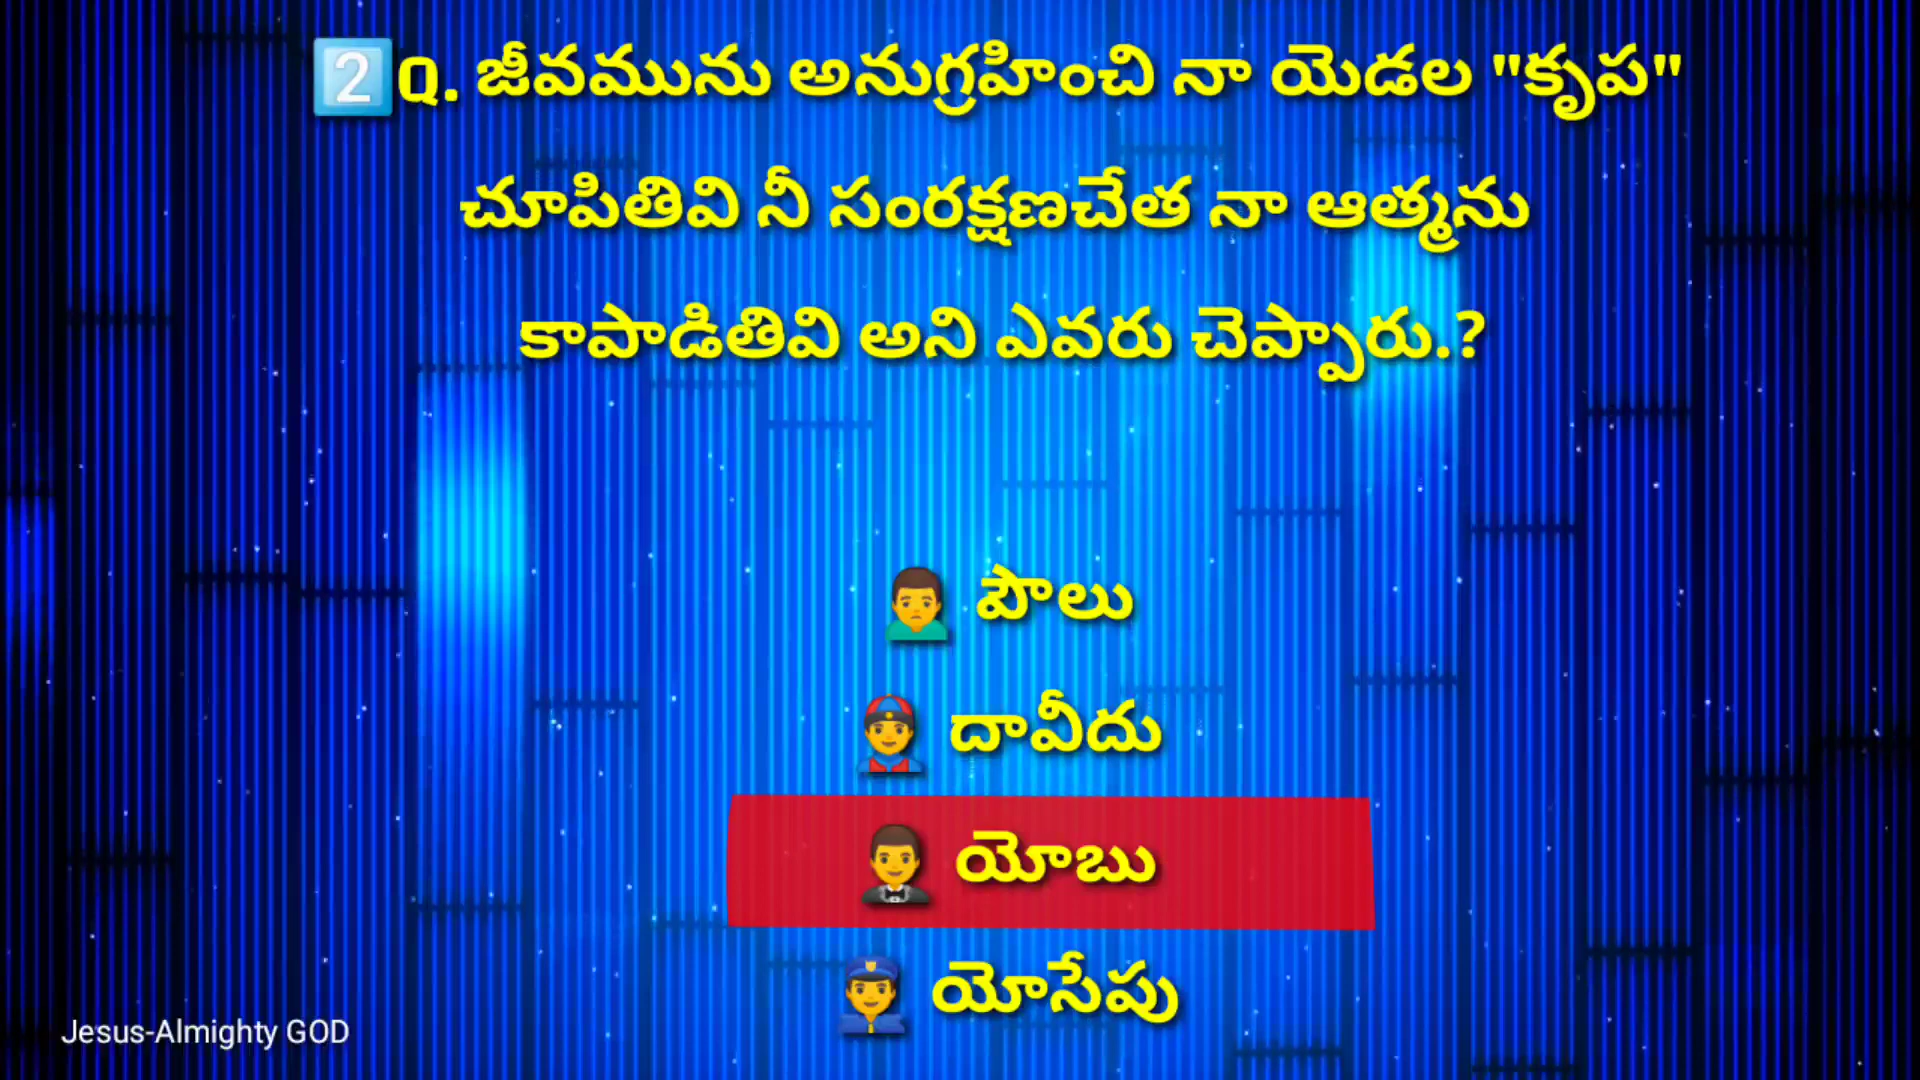 2️⃣Q. జీవమును అనుగ్రహించి నా యెడల "కృప"
చూపితివి నీ సంరక్షణచేత నా ఆత్మను
కాపాడితివి అని ఎవరు చెప్పారు.?
పౌలు
దావీదు
యోబు
యోసేపు
Jesus-Almighty GOD